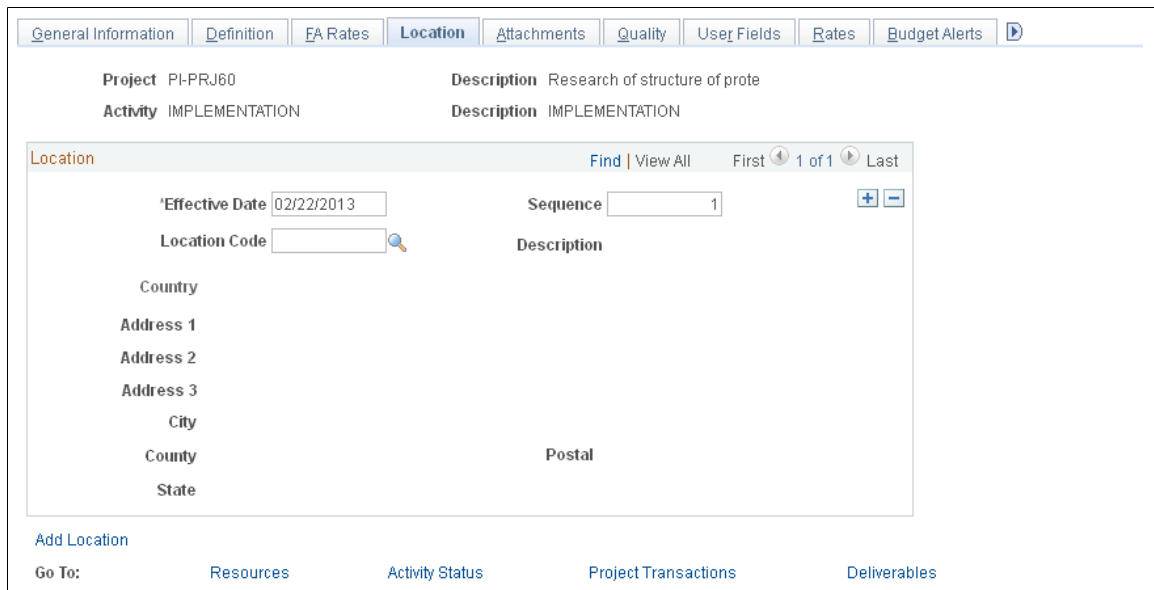 General Information Definition FA Rates Location Attachments Quality User Fields Rates Budget Alerts
Project PI-PRJ60 Description Research of structure of prote
Activity IMPLEMENTATION Description IMPLEMENTATION
Location Find | View All First 1 of 1 Last
*Effective Date 02/22/2013 Sequence 1
Location Code Description
Country
Address 1
Address 2
Address 3
City
County Postal
State
Add Location
Go To: Resources Activity Status Project Transactions Deliverables